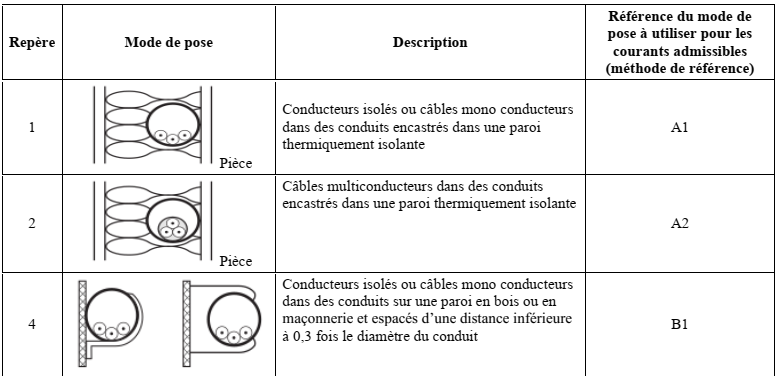 Repère
Mode de pose
Description
Référence du mode de
pose à utiliser pour les
courants admissibles
(méthode de référence)
1
Pièce
Conducteurs isolés ou câbles mono conducteurs
dans des conduits encastrés dans une paroi
thermiquement isolante
A1
2
Pièce
Câbles multiconducteurs dans des conduits
encastrés dans une paroi thermiquement isolante
A2
4
Conducteurs isolés ou câbles mono conducteurs
dans des conduits sur une paroi en bois ou en
maçonnerie et espacés d’une distance inférieure
à 0,3 fois le diamètre du conduit
B1